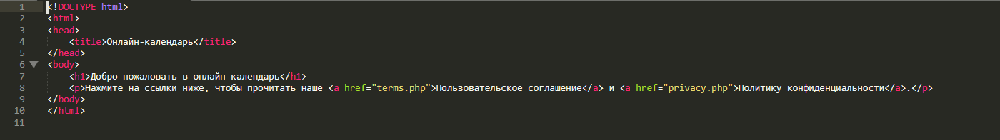 1 <!DOCTYPE html>
2 <html>
3 <head>
4     <title>Онлайн-календарь</title>
5 </head>
6 <body>
7     <h1>Добро пожаловать в онлайн-календарь</h1>
8     <p>Нажмите на ссылки ниже, чтобы прочитать наше <a href="terms.php">Пользовательское соглашение</a> и <a href="privacy.php">Политику конфиденциальности</a>.</p>
9 </body>
10 </html>
11